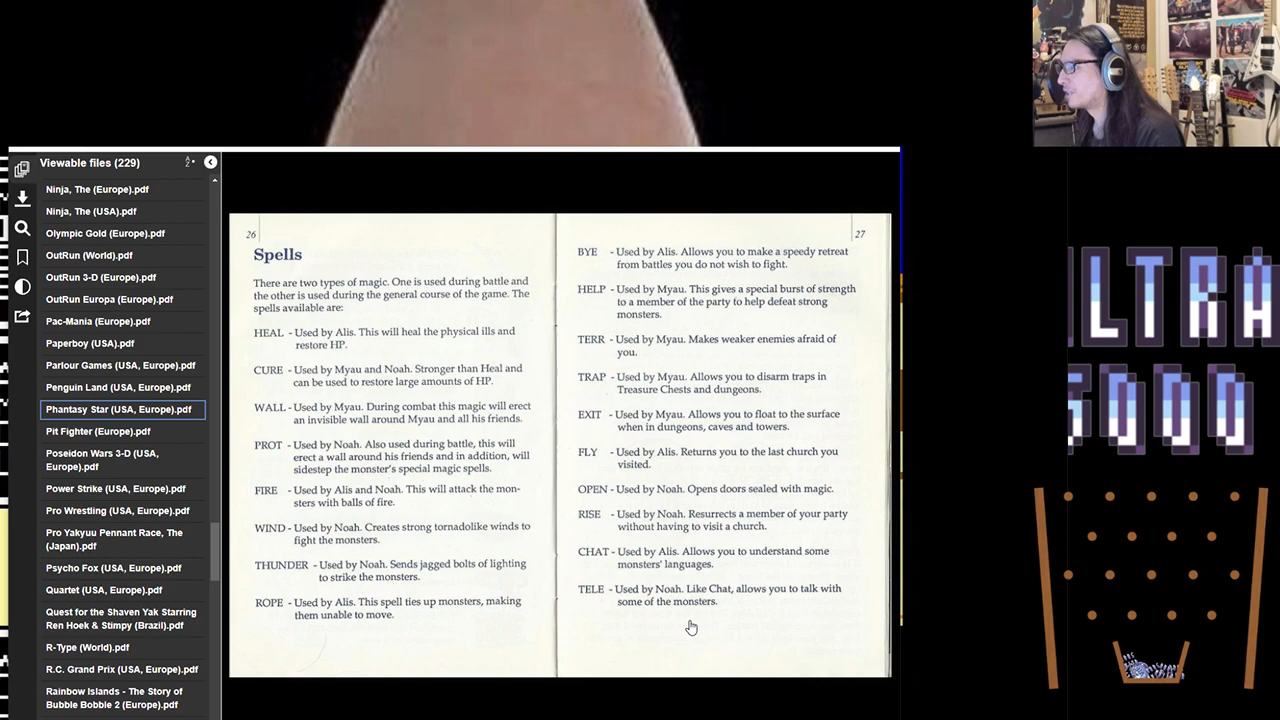 Viewable files (229)
Ninja, The (Europe).pdf
Ninja, The (USA).pdf
Olympic Gold (Europe).pdf
OutRun (World).pdf
OutRun 3-D (Europe).pdf
OutRun Europa (Europe).pdf
Pac-Mania (Europe).pdf
Paperboy (USA).pdf
Parlour Games (USA, Europe).pdf
Penguin Land (USA, Europe).pdf
Phantasy Star (USA, Europe).pdf
Pit Fighter (Europe).pdf
Poseidon Wars 3-D (USA,
Europe).pdf
Power Strike (USA, Europe).pdf
Pro Wrestling (USA, Europe).pdf
Pro Yakyuu Pennant Race, The
(Japan).pdf
Psycho Fox (USA, Europe).pdf
Quartet (USA, Europe).pdf
Quest for the Shaven Yak Starring
Ren Hoek & Stimpy (Brazil).pdf
R-Type (World).pdf
R.C. Grand Prix (USA, Europe).pdf
Rainbow Islands - The Story of
Bubble Bobble 2 (Europe).pdf
26
Spells
There are two types of magic. One is used during battle and
the other is used during the general course of the game. The
spells available are:
HEAL - Used by Alis. This will heal the physical ills and
restore HP.
CURE - Used by Myau and Noah. Stronger than Heal and
can be used to restore large amounts of HP.
WALL - Used by Myau. During combat this magic will erect
an invisible wall around Myau and all his friends.
PROT - Used by Noah. Also used during battle, this will
erect a wall around his friends and in addition, will
sidestep the monster's special magic spells.
FIRE - Used by Alis and Noah. This will attack the mon-
sters with balls of fire.
WIND - Used by Noah. Creates strong tornadolike winds to
fight the monsters.
THUNDER - Used by Noah. Sends jagged bolts of lighting
to strike the monsters.
ROPE - Used by Alis. This spell ties up monsters, making
them unable to move.
27
BYE - Used by Alis. Allows you to make a speedy retreat
from battles you do not wish to fight.
HELP - Used by Myau. This gives a special burst of strength
to a member of the party to help defeat strong
monsters.
TERR - Used by Myau. Makes weaker enemies afraid of
you.
TRAP - Used by Myau. Allows you to disarm traps in
Treasure Chests and dungeons.
EXIT - Used by Myau. Allows you to float to the surface
when in dungeons, caves and towers.
FLY - Used by Alis. Returns you to the last church you
visited.
OPEN - Used by Noah. Opens doors sealed with magic.
RISE - Used by Noah. Resurrects a member of your party
without having to visit a church.
CHAT - Used by Alis. Allows you to understand some
monsters' languages.
TELE - Used by Noah. Like Chat, allows you to talk with
some of the monsters.
LTRA